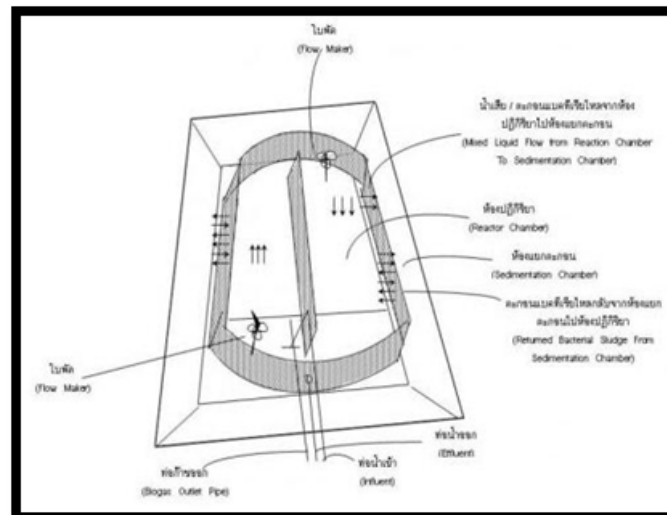 ใบพัด
(Flow Maker)
น้ำเสีย / ตะกอนแบคทีเรียไหลจากห้อง
ปฏิกิริยาไปห้องแยกตะกอน
(Mixed Liquid Flow from Reaction Chamber
To Sedimentation Chamber)
ห้องปฏิกิริยา
(Reactor Chamber)
ห้องแยกตะกอน
(Sedimentation Chamber)
ตะกอนแบคทีเรียไหลกลับจากห้องแยก
ตะกอนไปห้องปฏิกิริยา
(Returned Bacterial Sludge From
Sedimentation Chamber)
ใบพัด
(Flow Maker)
ท่อน้ำออก
(Effluent)
ท่อน้ำเข้า
(Influent)
ท่อก๊าซออก
(Biogas Outlet Pipe)